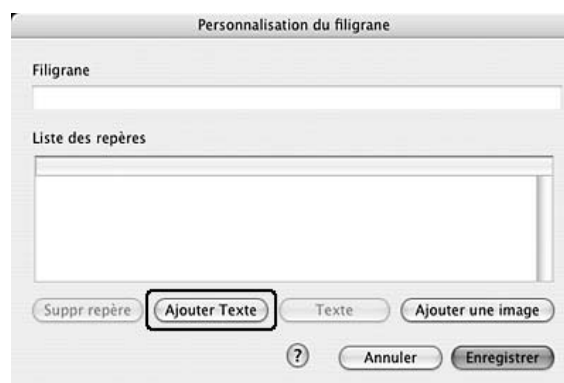 Personnalisation du filigrane
Filigrane
Liste des repères
Suppr repère Ajouter Texte Texte Ajouter une image
? Annuler Enregistrer